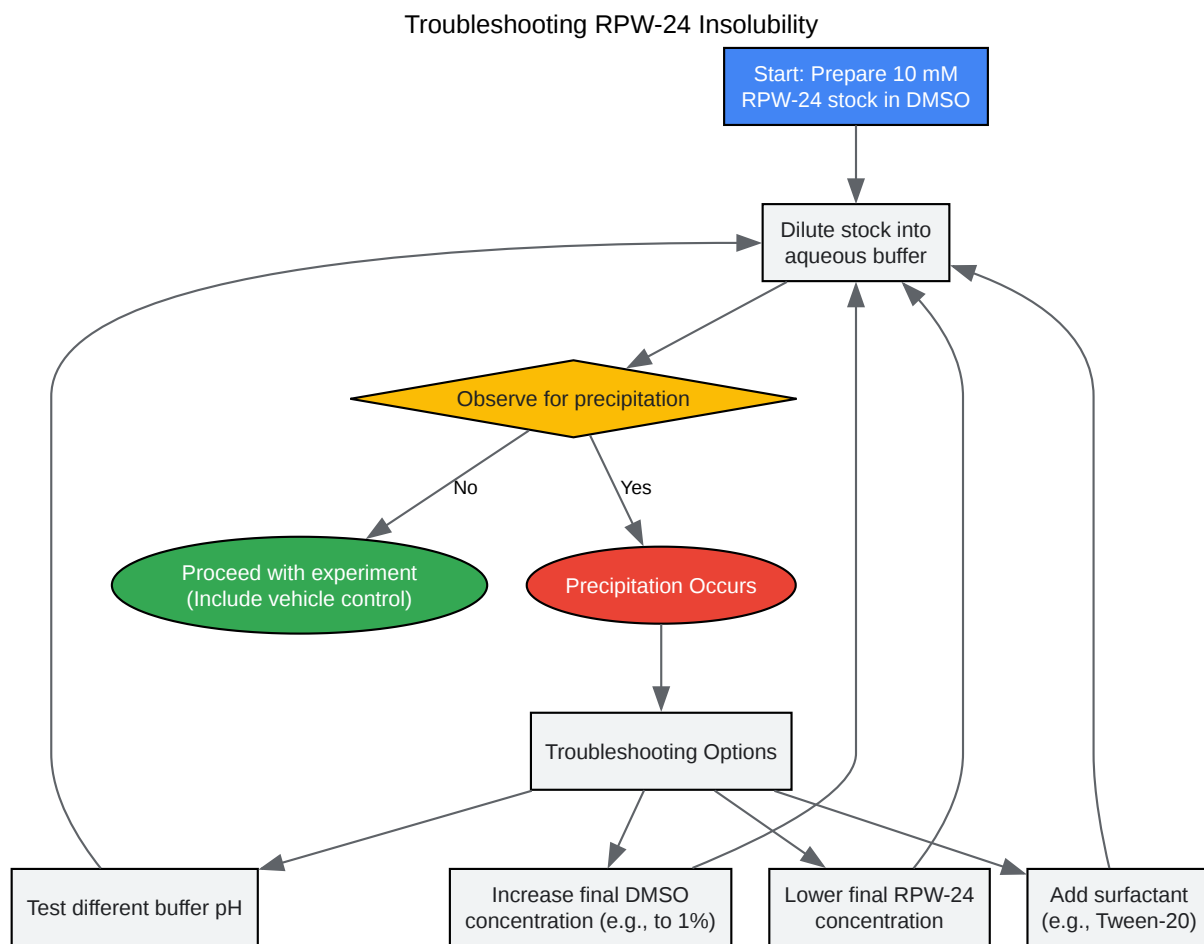 Troubleshooting RPW-24 Insolubility
Start: Prepare 10 mM
RPW-24 stock in DMSO
Dilute stock into
aqueous buffer
Observe for precipitation
No
Yes
Proceed with experiment
(Include vehicle control)
Precipitation Occurs
Troubleshooting Options
Test different buffer pH
Increase final DMSO
concentration (e.g., to 1%)
Lower final RPW-24
concentration
Add surfactant
(e.g., Tween-20)